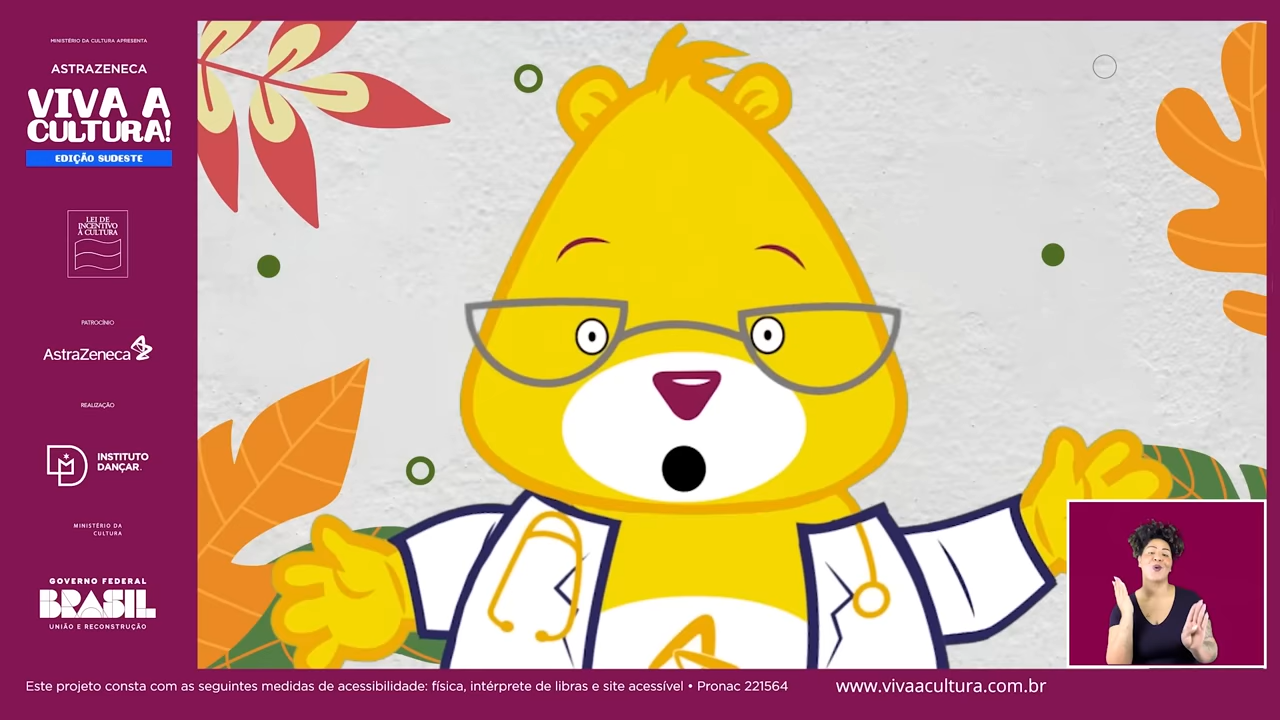 MINISTÉRIO DA CULTURA APRESENTA
ASTRAZENECA
VIVA A
CULTURA!
EDIÇÃO SUDESTE
LEI DE
INCENTIVO
À CULTURA
PATROCÍNIO
AstraZeneca
REALIZAÇÃO
INSTITUTO
DANÇAR.
MINISTÉRIO DA
CULTURA
GOVERNO FEDERAL
BRASIL
UNIÃO E RECONSTRUÇÃO
Este projeto consta com as seguintes medidas de acessibilidade: física, intérprete de libras e site acessível • Pronac 221564
www.vivaacultura.com.br